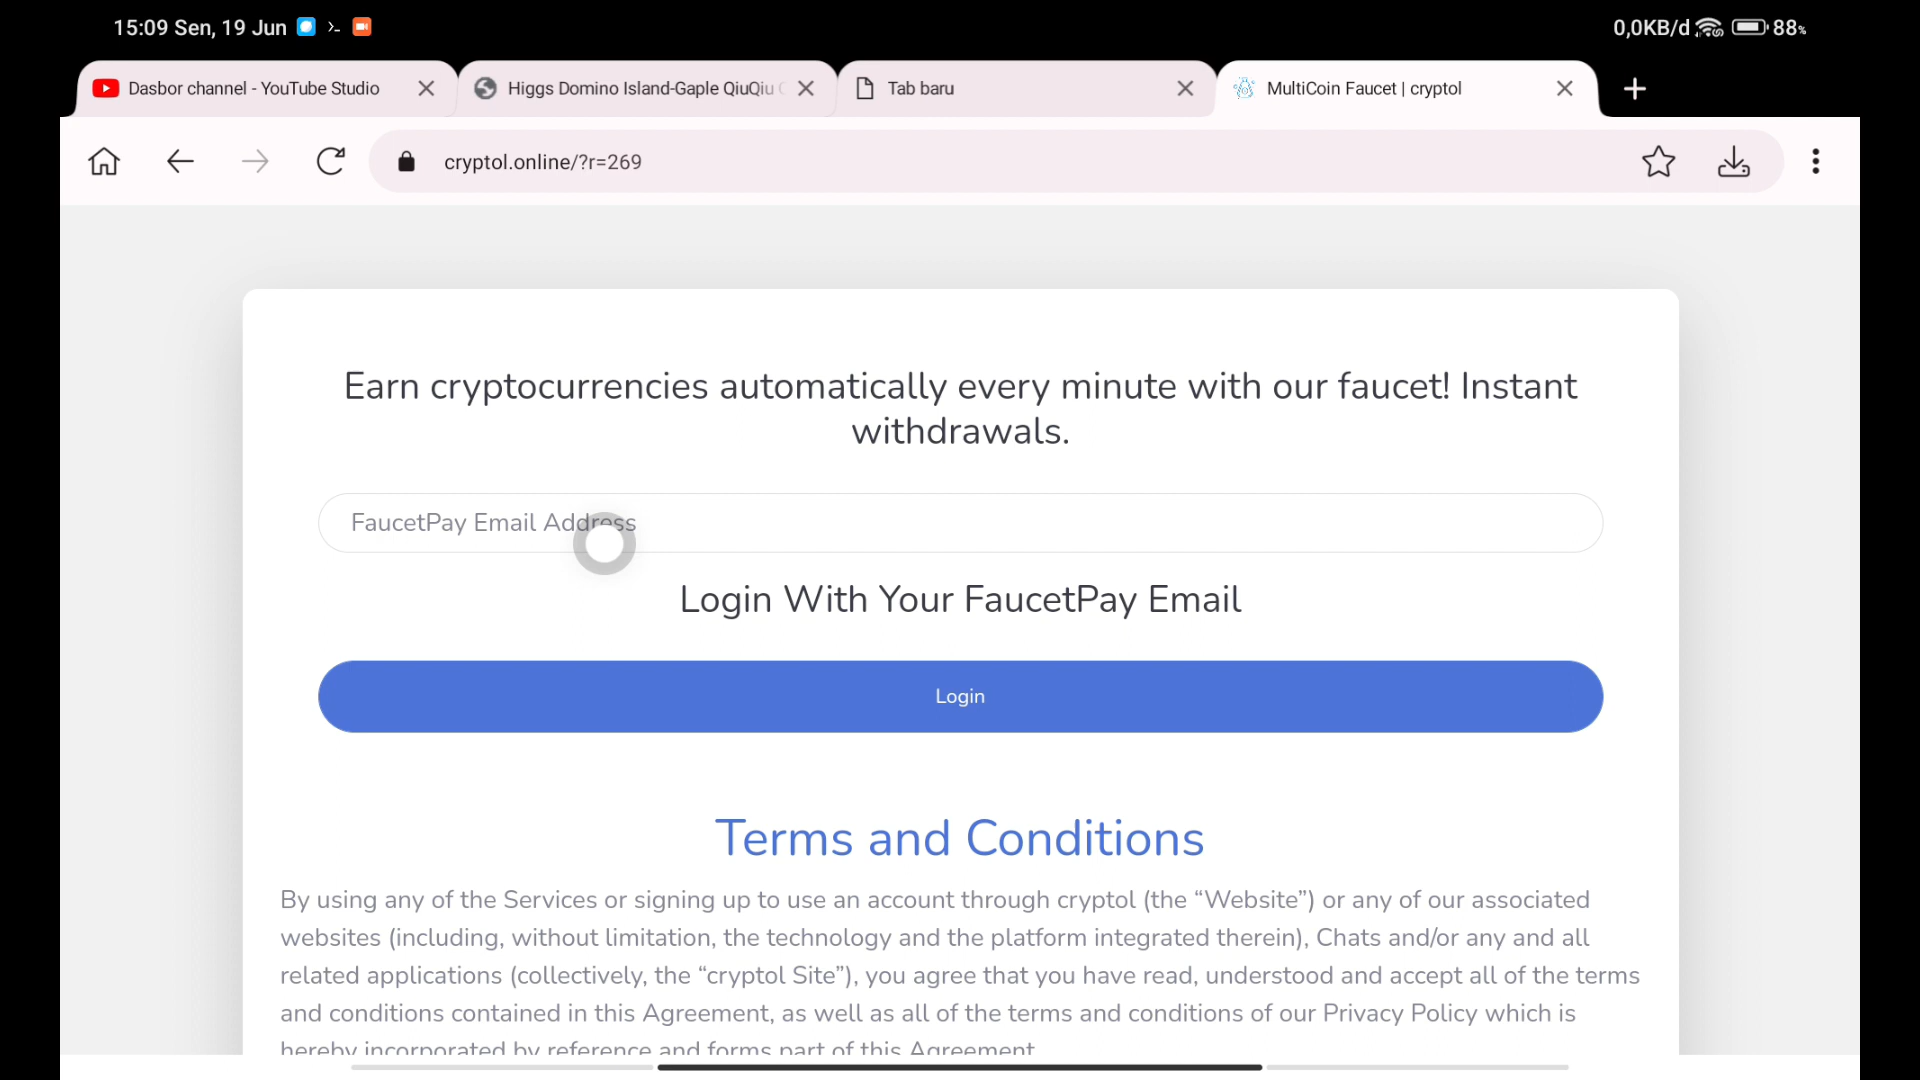 15:09 Sen, 19 Jun
0,0KB/d 88%
Dasbor channel - YouTube Studio
Higgs Domino Island-Gaple QiuQiu
Tab baru
MultiCoin Faucet | cryptol
cryptol.online/?r=269
Earn cryptocurrencies automatically every minute with our faucet! Instant
withdrawals.
FaucetPay Email Address
Login With Your FaucetPay Email
Login
Terms and Conditions
By using any of the Services or signing up to use an account through cryptol (the “Website”) or any of our associated
websites (including, without limitation, the technology and the platform integrated therein), Chats and/or any and all
related applications (collectively, the “cryptol Site”), you agree that you have read, understood and accept all of the terms
and conditions contained in this Agreement, as well as all of the terms and conditions of our Privacy Policy which is
hereby incorporated by reference and forms part of this Agreement